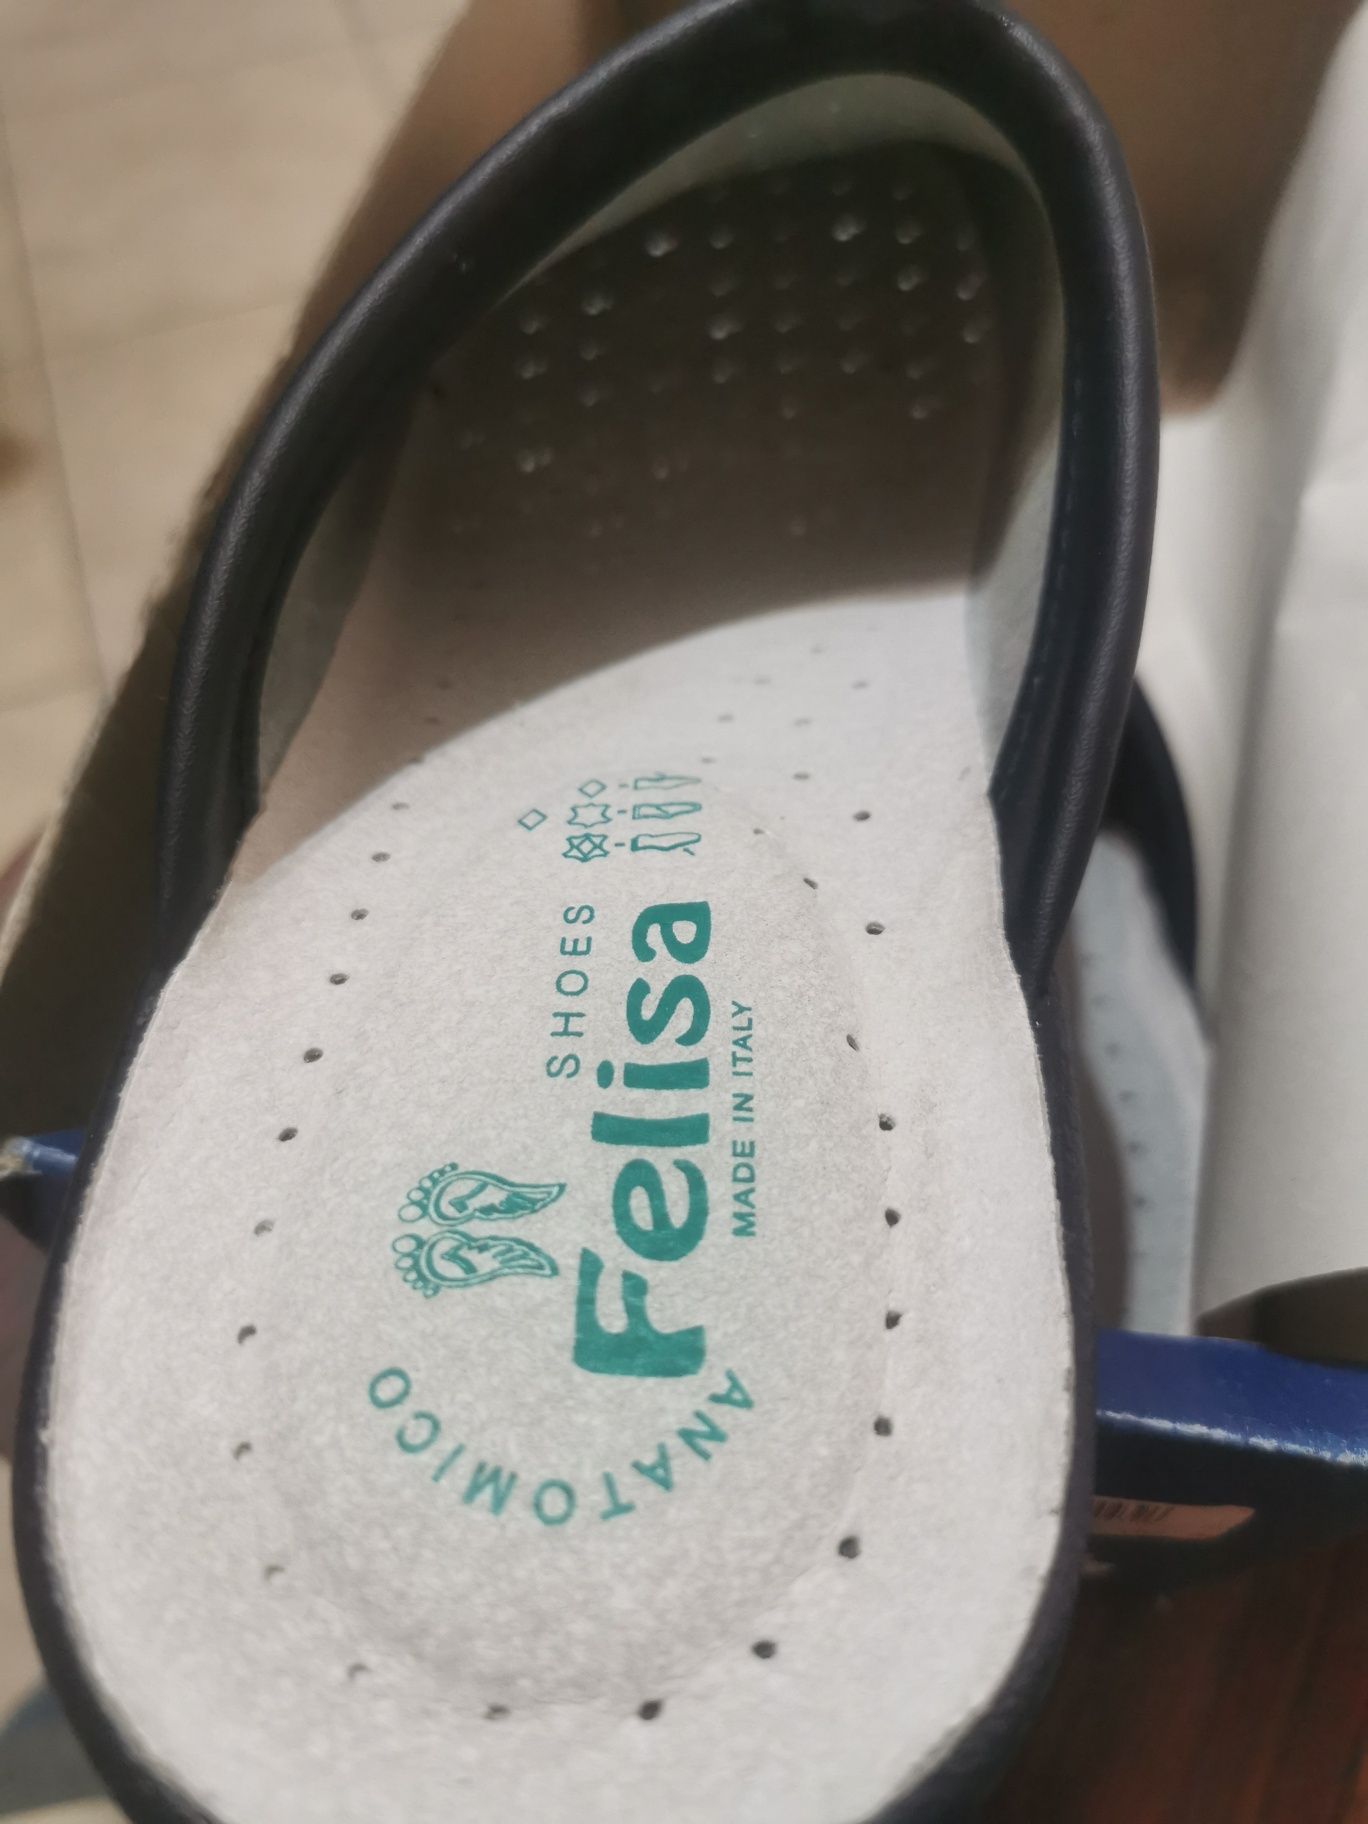 SHOES
Felisa
MADE IN ITALY
ANATOMICO